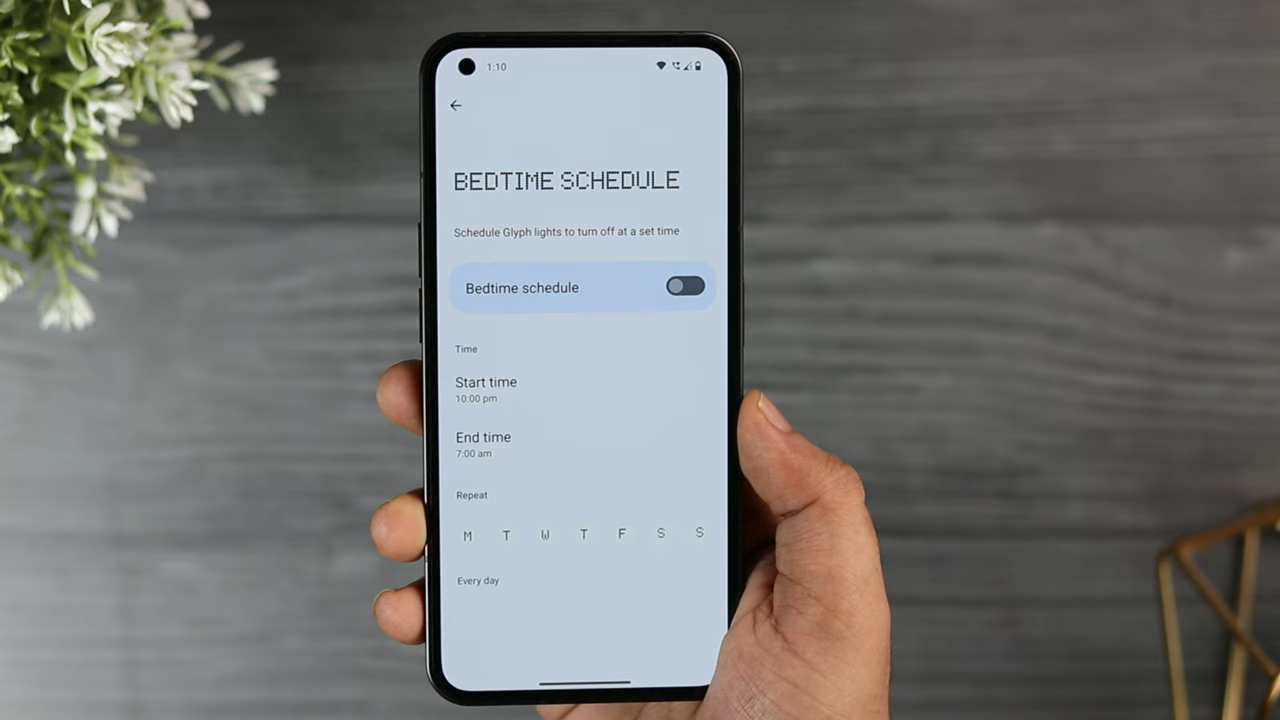 1:10
BEDTIME SCHEDULE
Schedule Glyph lights to turn off at a set time
Bedtime schedule
Time
Start time
10:00 pm
End time
7:00 am
Repeat
M T W T F S S
Every day